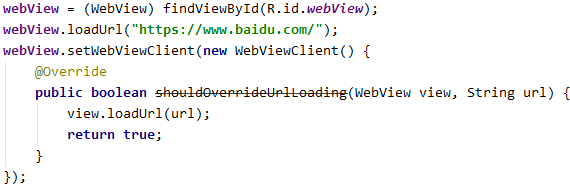 webView = (WebView) findViewById(R.id.webView);
webView.loadUrl("https://www.baidu.com/");
webView.setWebViewClient(new WebViewClient() {
    @Override
    public boolean shouldOverrideUrlLoading(WebView view, String url) {
        view.loadUrl(url);
        return true;
    }
});